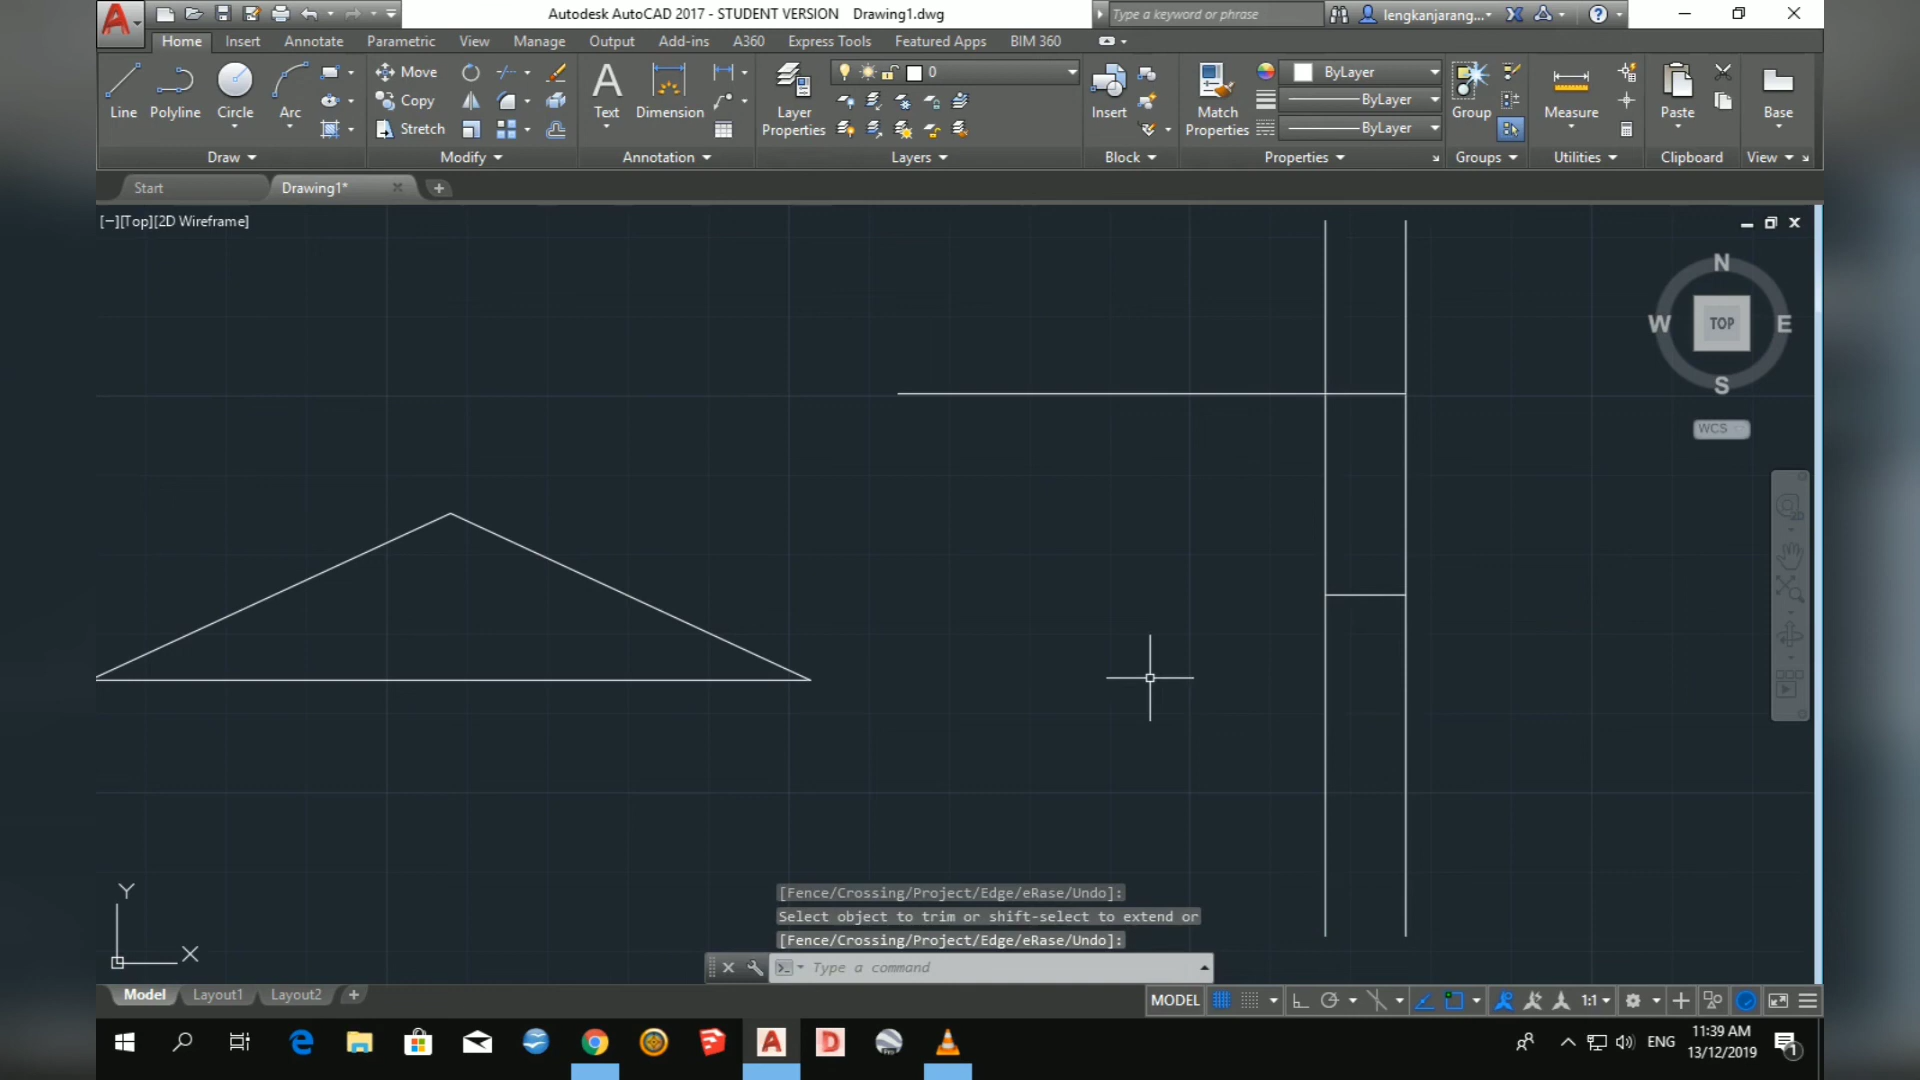 Autodesk AutoCAD 2017 - STUDENT VERSION Drawing1.dwg
Type a keyword or phrase
lengkanjarang...
Home Insert Annotate Parametric View Manage Output Add-ins A360 Express Tools Featured Apps BIM 360
Line Polyline Circle Arc
Move
Copy
Stretch
Text Dimension
Layer Properties
0
Insert
Match Properties
ByLayer
ByLayer
ByLayer
Group Measure Paste Base
Draw Modify Annotation Layers Block Properties Groups Utilities Clipboard View
Start Drawing1*
[−][Top][2D Wireframe]
N
W TOP E
S
WCS
Y
X
[Fence/Crossing/Project/Edge/eRase/Undo]:
Select object to trim or shift-select to extend or
[Fence/Crossing/Project/Edge/eRase/Undo]:
Type a command
Model Layout1 Layout2
MODEL 1:1
ENG
11:39 AM
13/12/2019
1